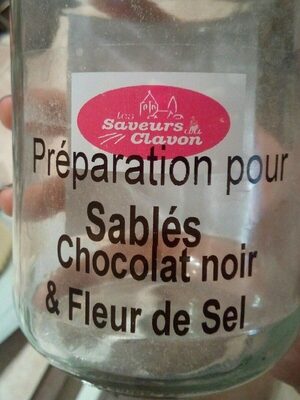 les
Saveurs du
Clavon
Préparation pour
Sablés
Chocolat noir
& Fleur de Sel